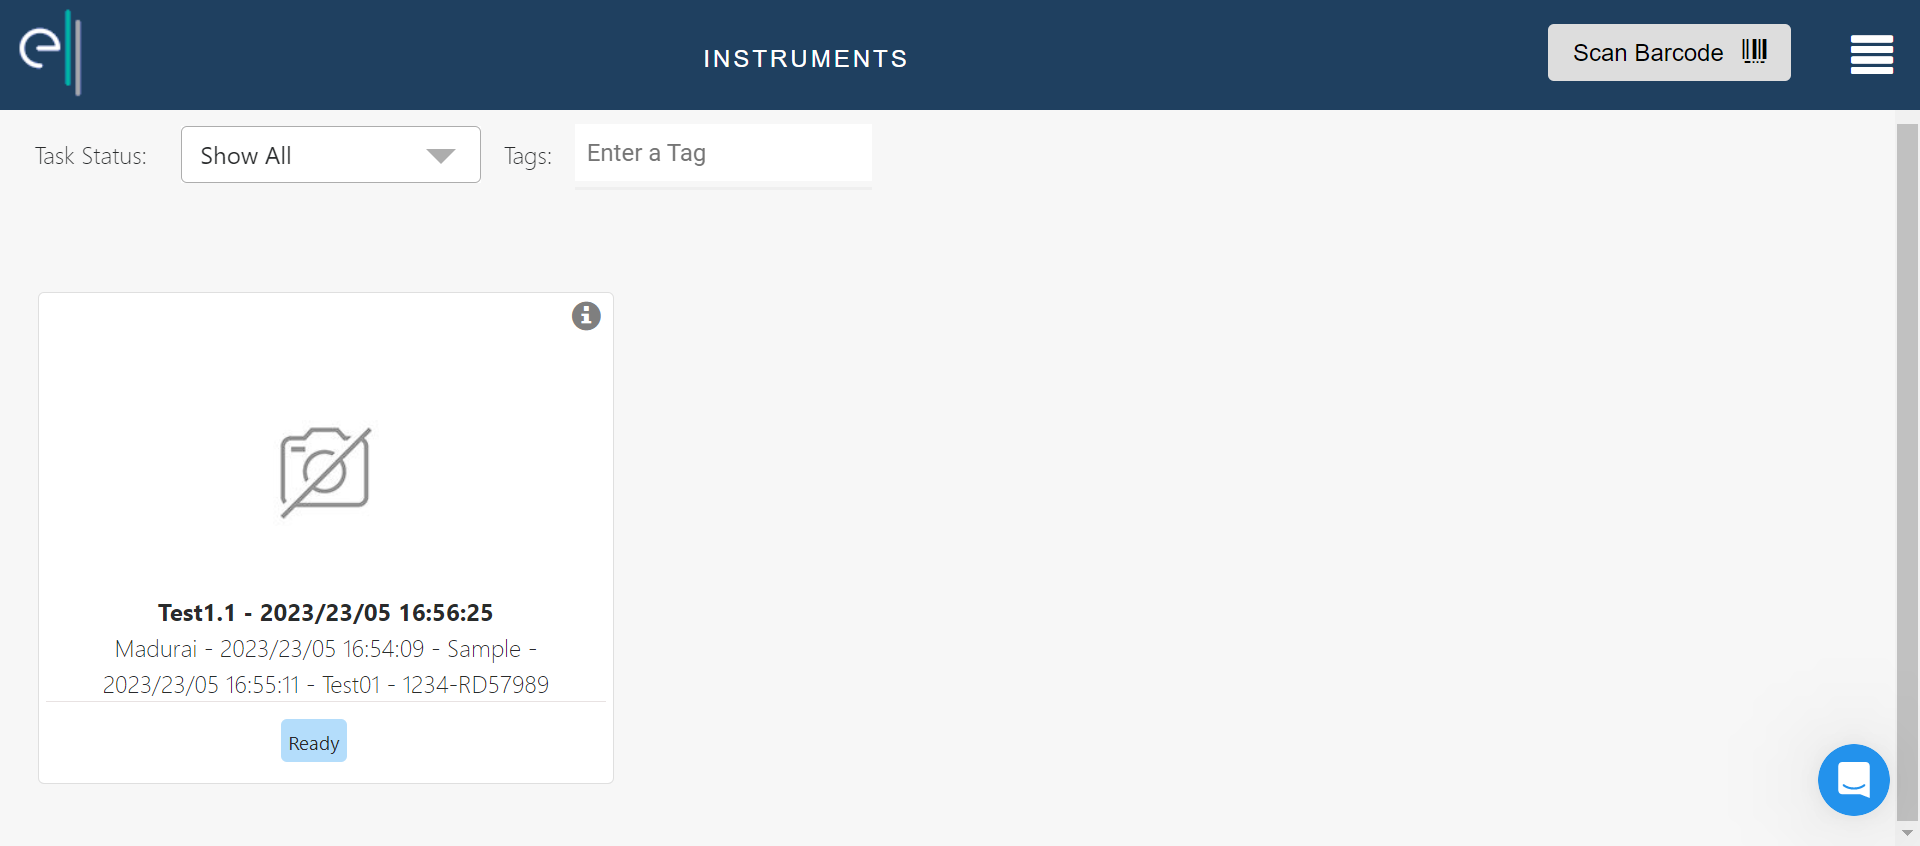 ell
INSTRUMENTS
Scan Barcode
Task Status:
Show All
Tags:
Enter a Tag
Test1.1 - 2023/23/05 16:56:25
Madurai - 2023/23/05 16:54:09 - Sample -
2023/23/05 16:55:11 - Test01 - 1234-RD57989
Ready